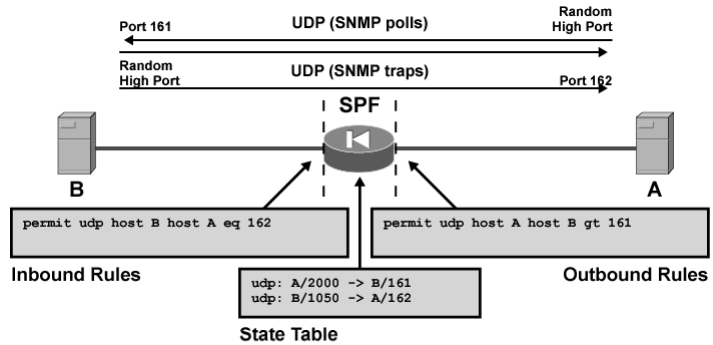 UDP (SNMP polls)
Port 161
Random
High Port
UDP (SNMP traps)
Random
High Port
Port 162
SPF
B
A
permit udp host B host A eq 162
permit udp host A host B gt 161
Inbound Rules
Outbound Rules
udp: A/2000 -> B/161
udp: B/1050 -> A/162
State Table